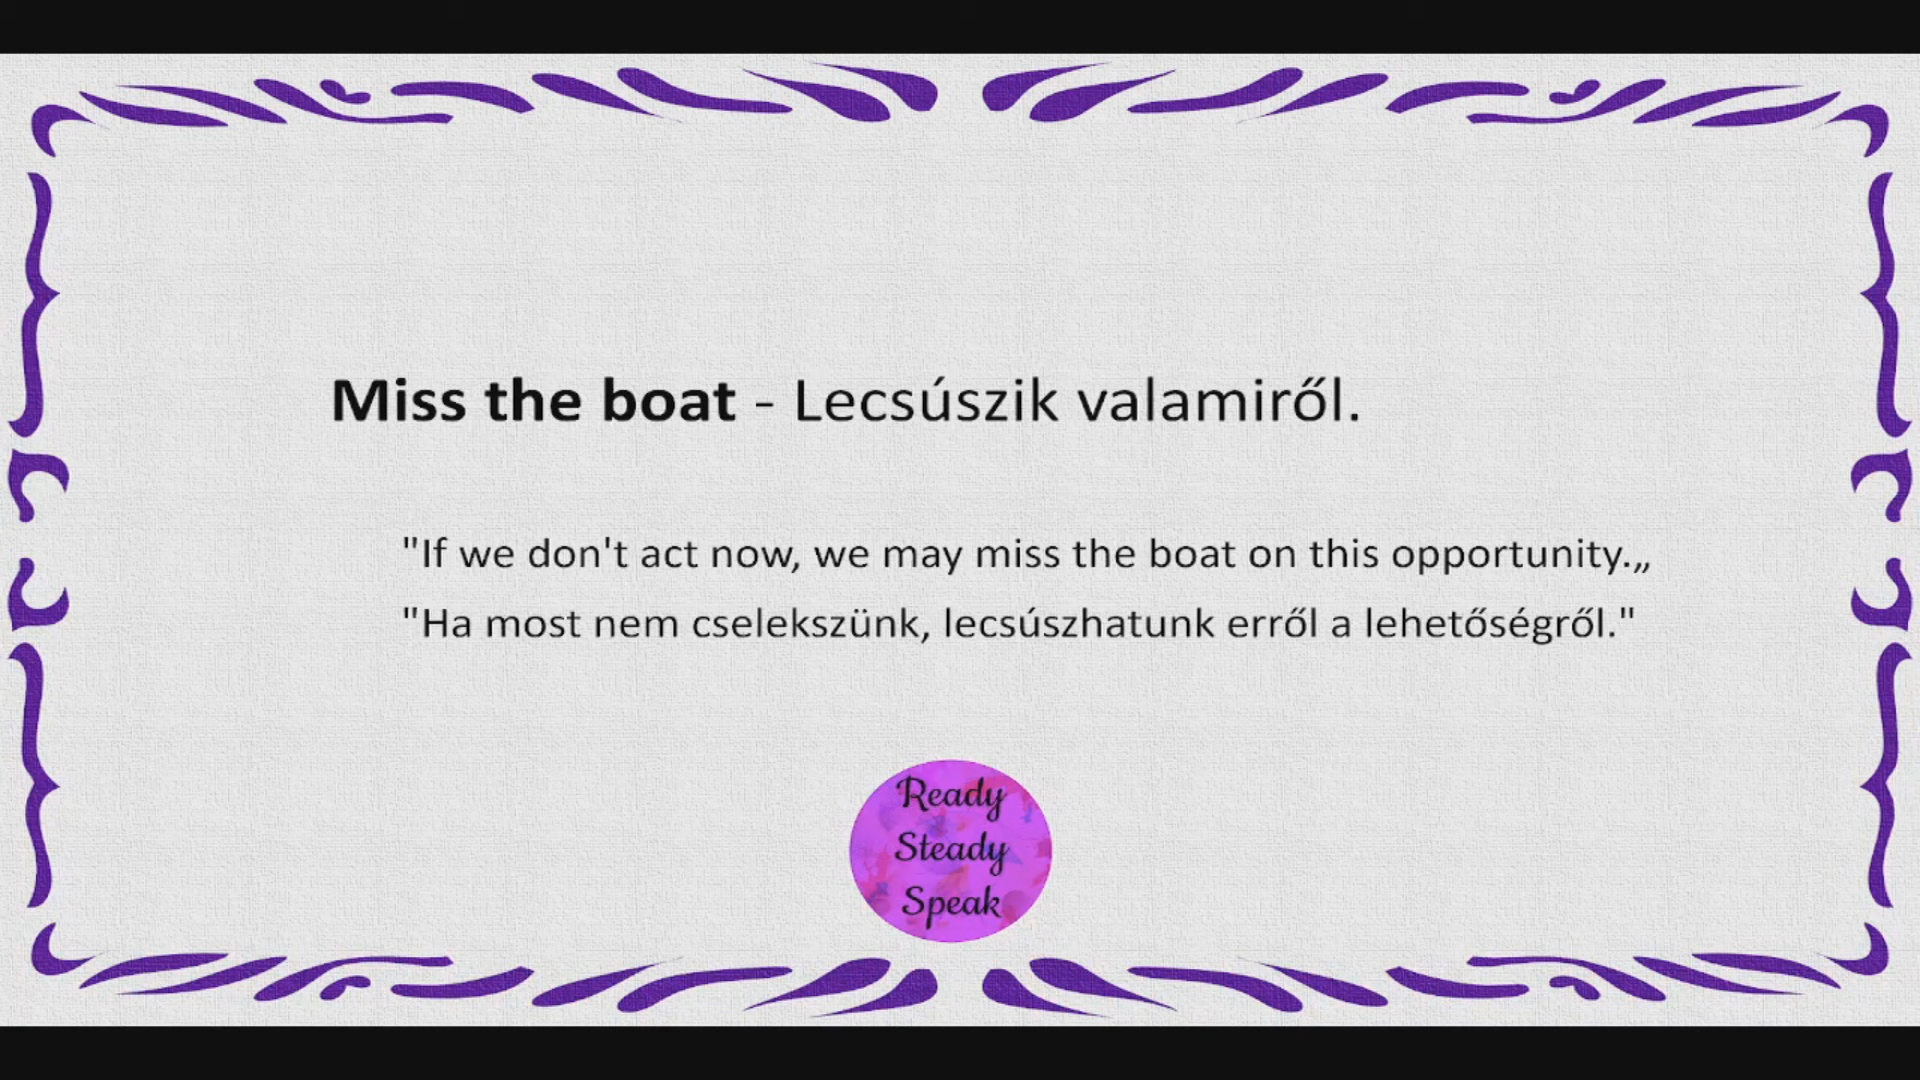 Miss the boat - Lecsúszik valamiről.
"If we don't act now, we may miss the boat on this opportunity.„
"Ha most nem cselekszünk, lecsúszhatunk erről a lehetőségről."
Ready
Steady
Speak